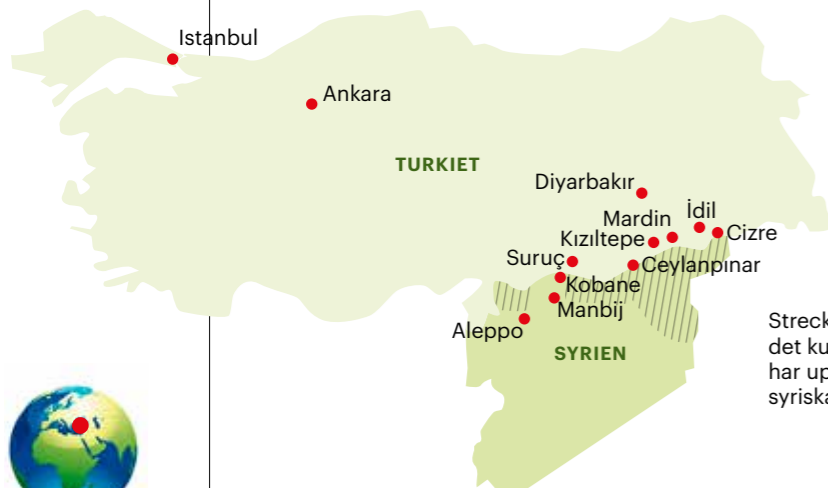 Istanbul
Ankara
TURKIET
Diyarbakır
Mardin
İdil
Kızıltepe
Cizre
Suruç
Ceylanpınar
Kobane
Manbij
Aleppo
SYRIEN
Streck
det ku
har up
syriska